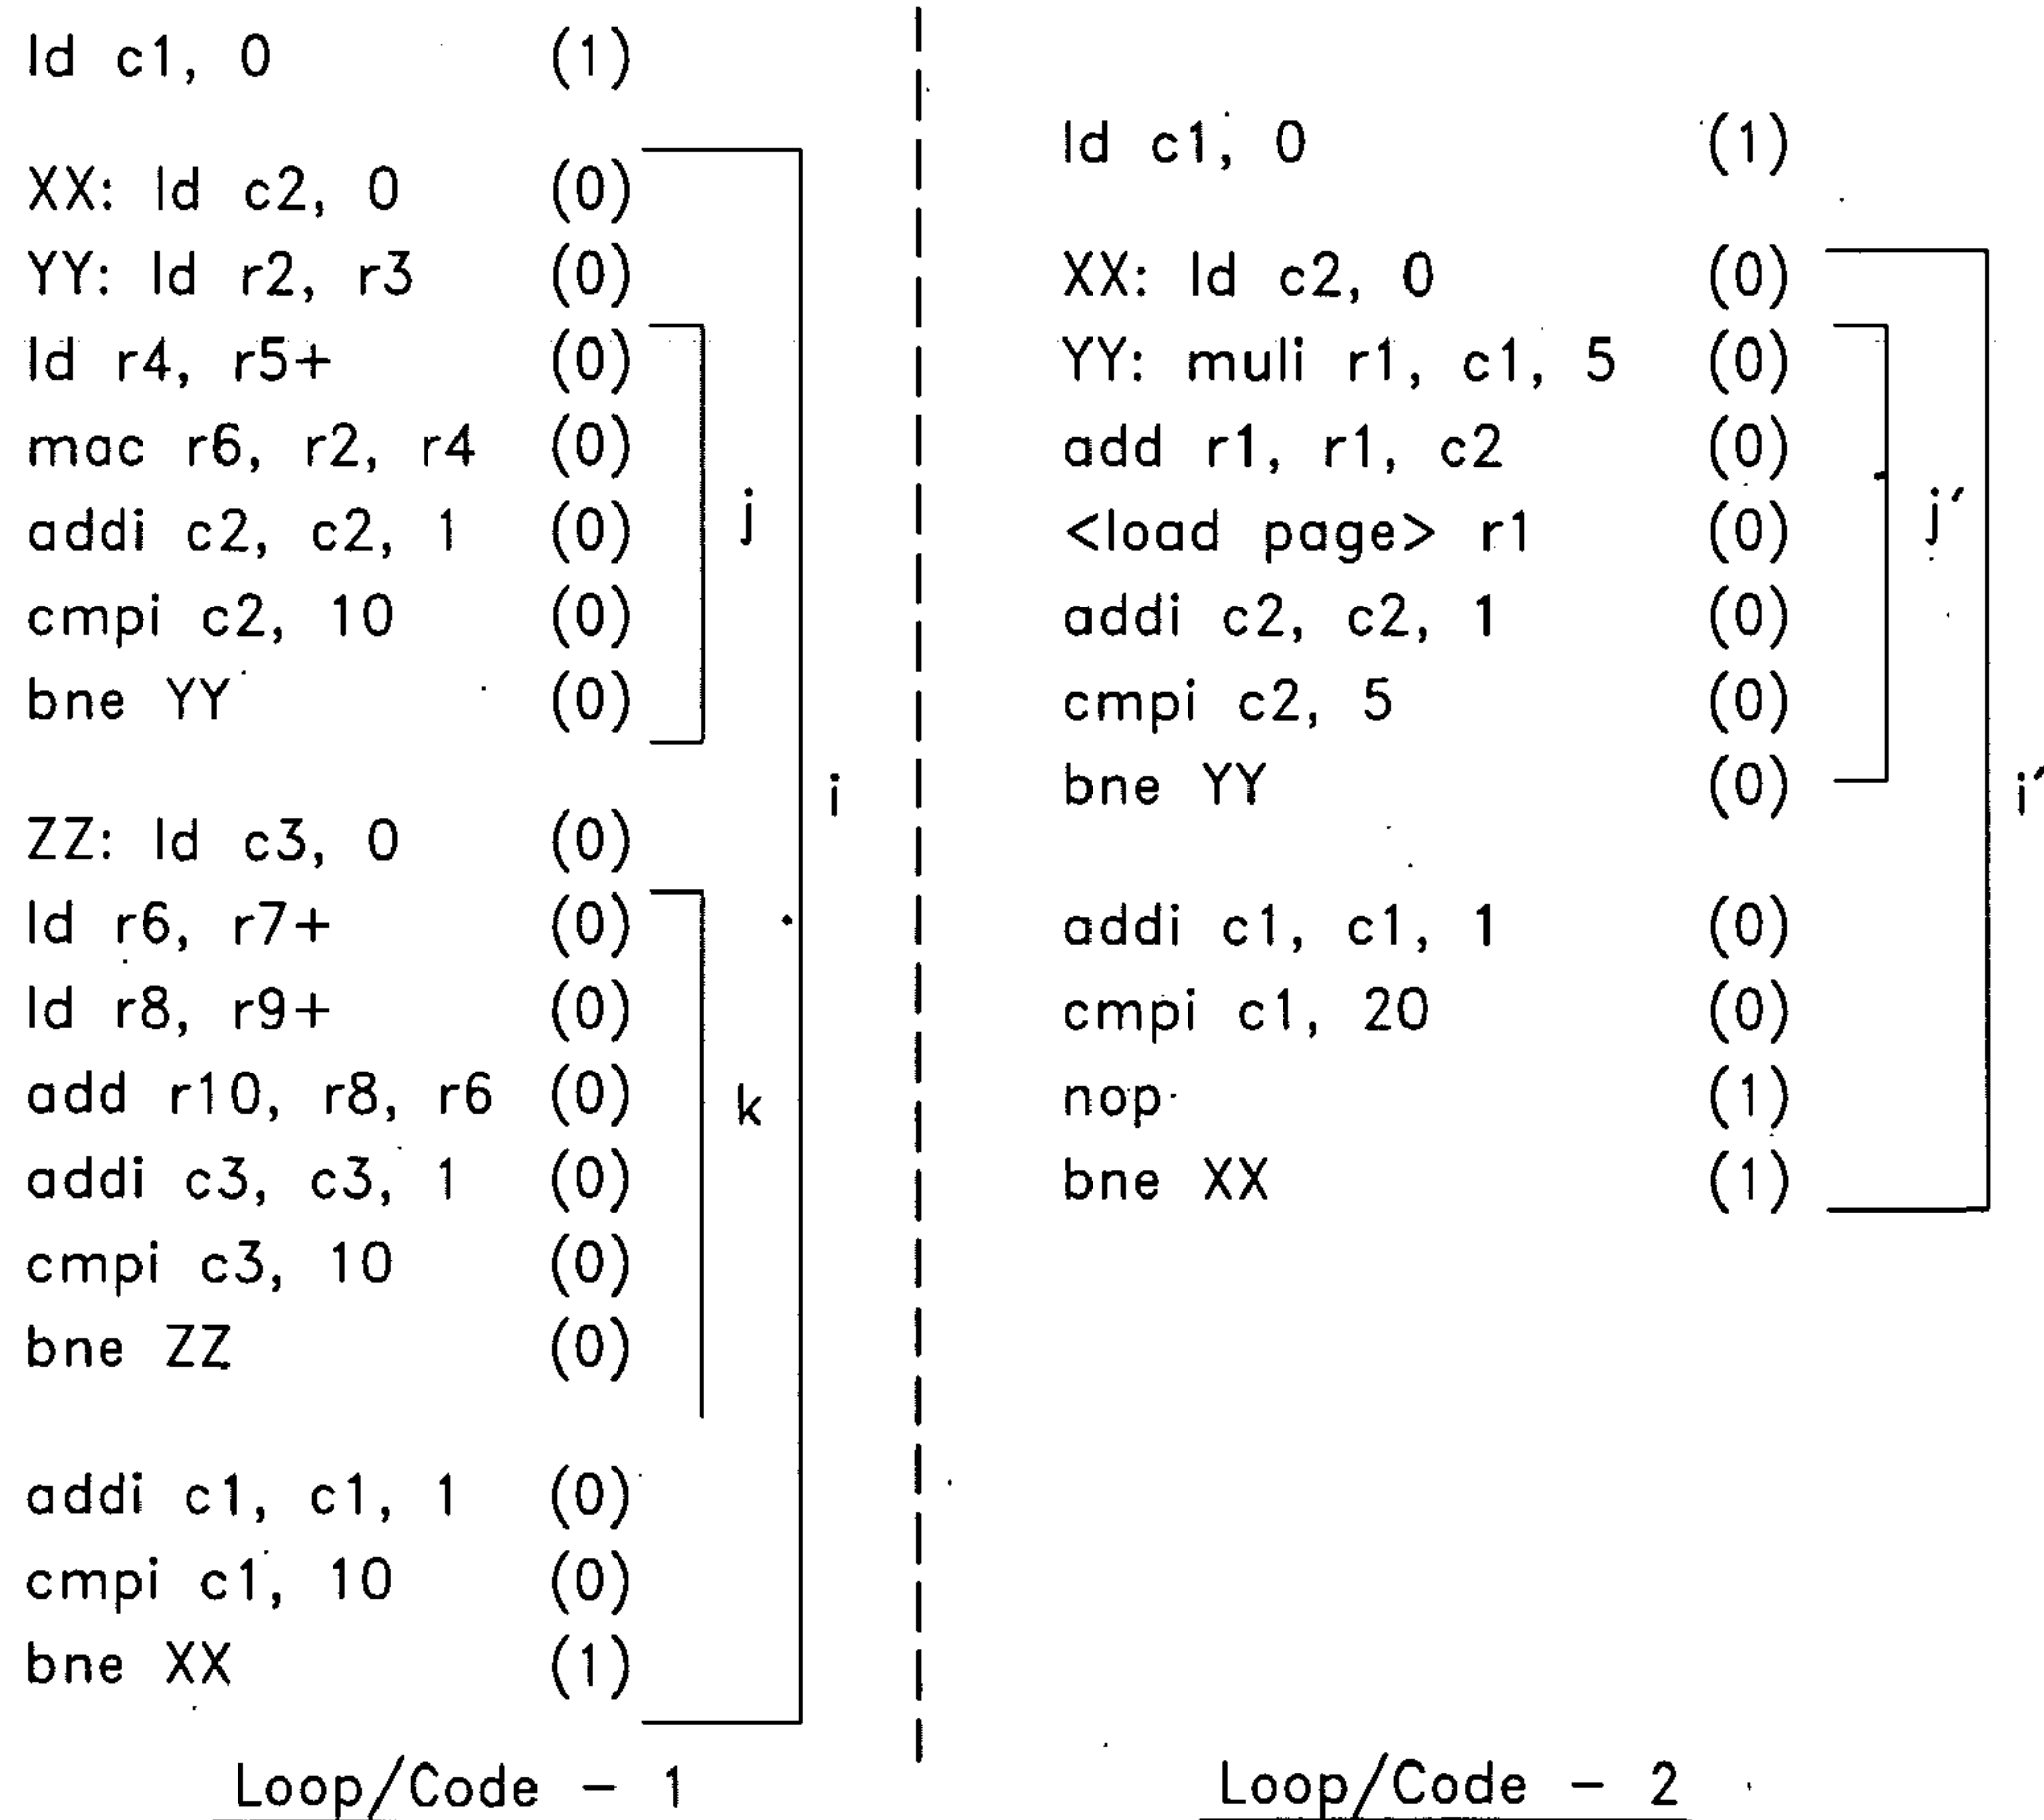 ld c1, 0 (1)
XX: ld c2, 0 (0)
YY: ld r2, r3 (0)
ld r4, r5+ (0)
mac r6, r2, r4 (0)
addi c2, c2, 1 (0)
cmpi c2, 10 (0)
bne YY (0)
j
ZZ: ld c3, 0 (0)
ld r6, r7+ (0)
ld r8, r9+ (0)
add r10, r8, r6 (0)
addi c3, c3, 1 (0)
cmpi c3, 10 (0)
bne ZZ (0)
k
addi c1, c1, 1 (0)
cmpi c1, 10 (0)
bne XX (1)
i
Loop/Code - 1
ld c1, 0 (1)
XX: ld c2, 0 (0)
YY: muli r1, c1, 5 (0)
add r1, r1, c2 (0)
<load page> r1 (0)
addi c2, c2, 1 (0)
cmpi c2, 5 (0)
bne YY (0)
j′
addi c1, c1, 1 (0)
cmpi c1, 20 (0)
nop (1)
bne XX (1)
i′
Loop/Code - 2